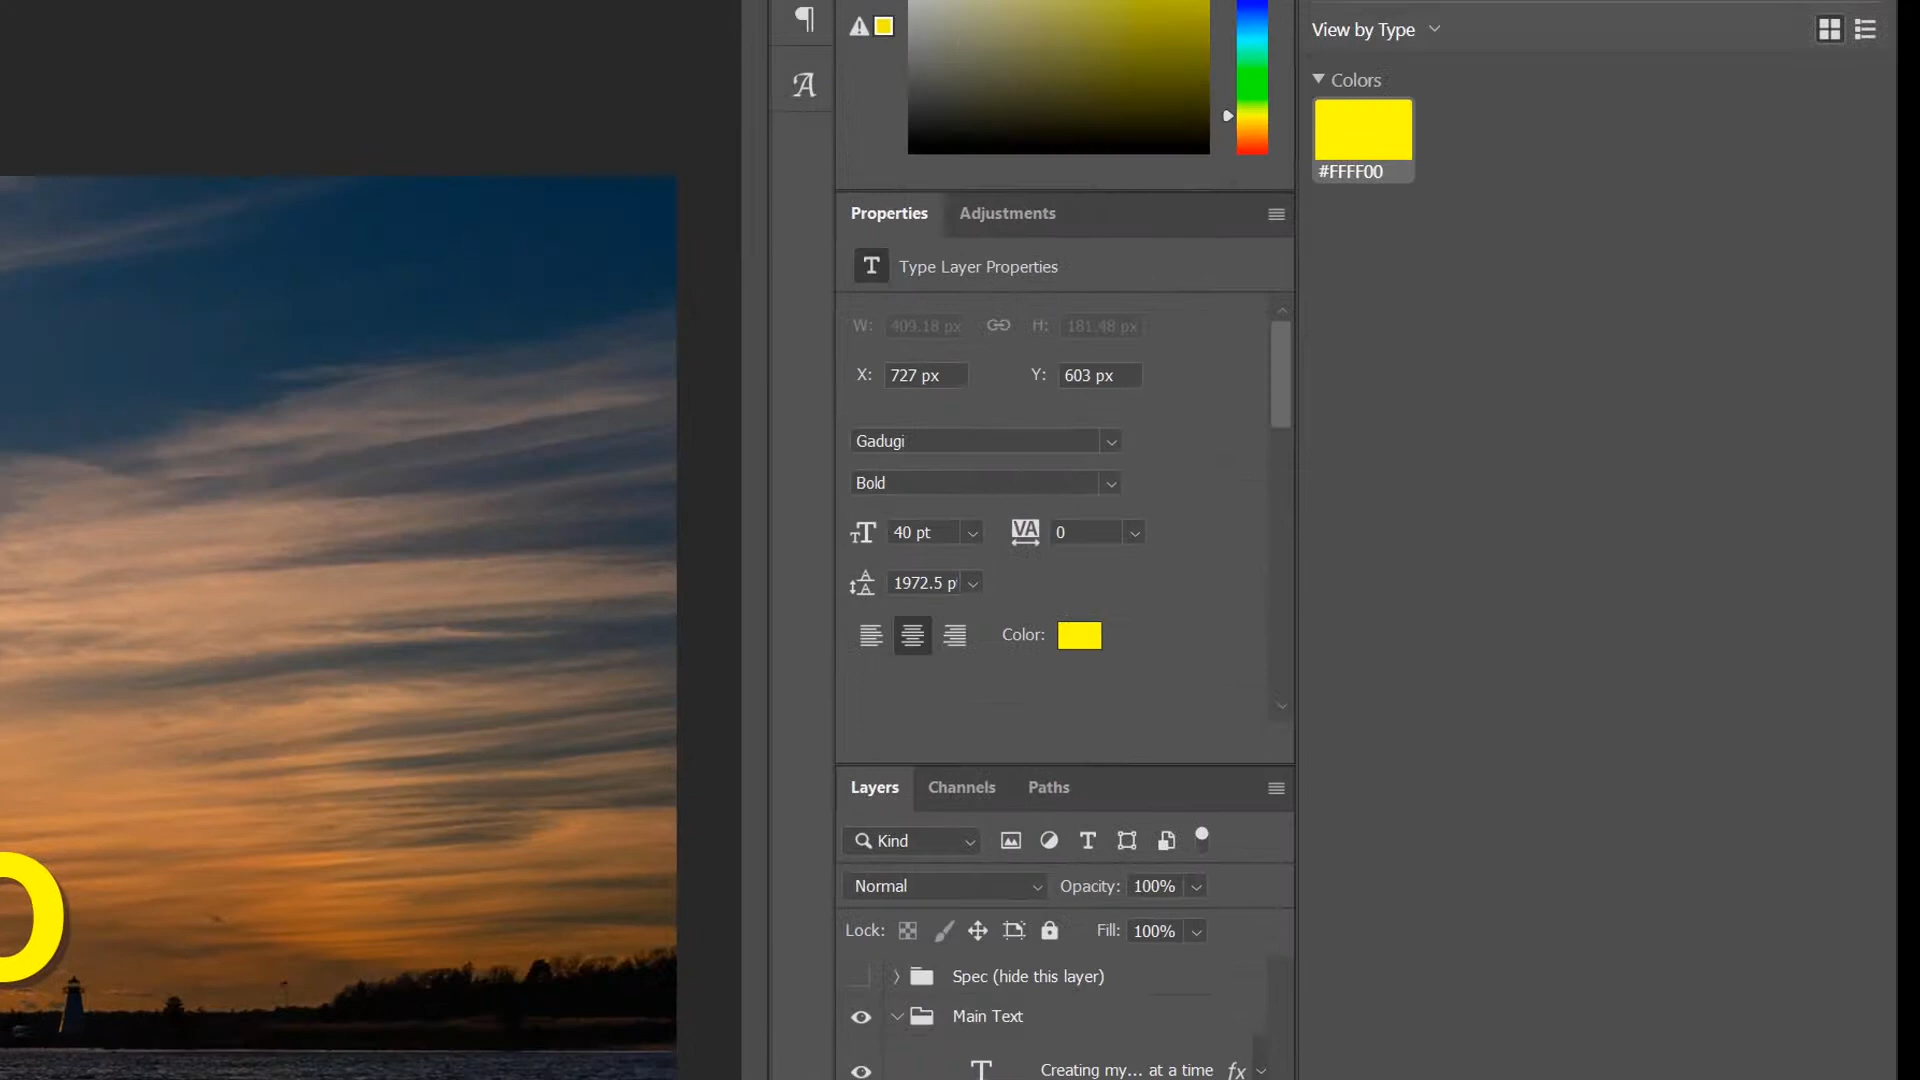 View by Type
Colors
#FFFF00
Properties
Adjustments
Type Layer Properties
W: 409.18 px
H: 181.48 px
X: 727 px
Y: 603 px
Gadugi
Bold
40 pt
VA 0
1972.5 p
Color:
Layers
Channels
Paths
Kind
Normal
Opacity: 100%
Lock:
Fill: 100%
Spec (hide this layer)
Main Text
Creating my... at a time fx